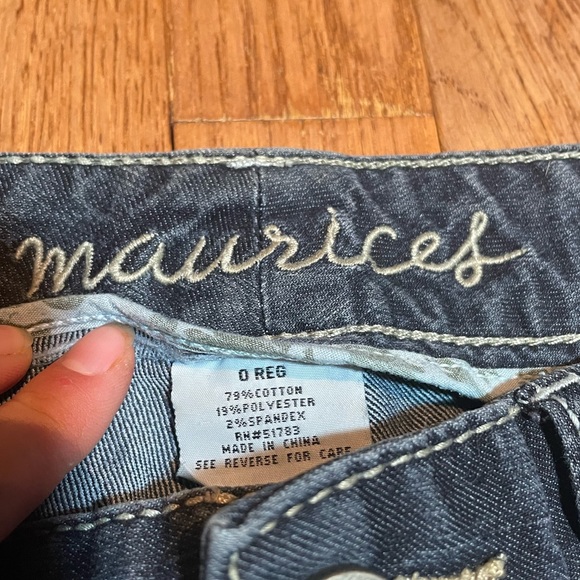 maurices
0 REG
79%COTTON
19%POLYESTER
2%SPANDEX
RN#51783
MADE IN CHINA
SEE REVERSE FOR CARE